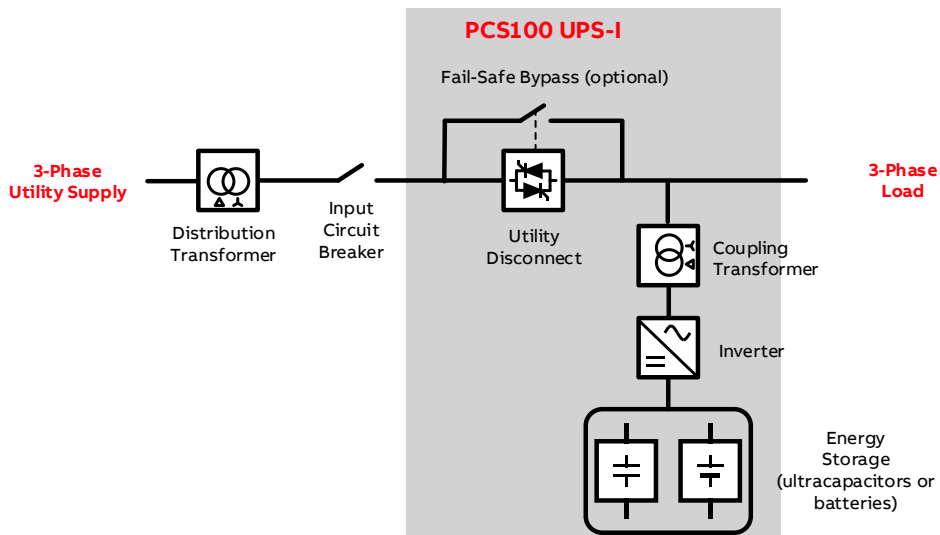 PCS100 UPS-I
Fail-Safe Bypass (optional)
3-Phase
Utility Supply
3-Phase
Load
Distribution
Transformer
Input
Circuit
Breaker
Utility
Disconnect
Coupling
Transformer
Inverter
Energy
Storage
(ultracapacitors or
batteries)